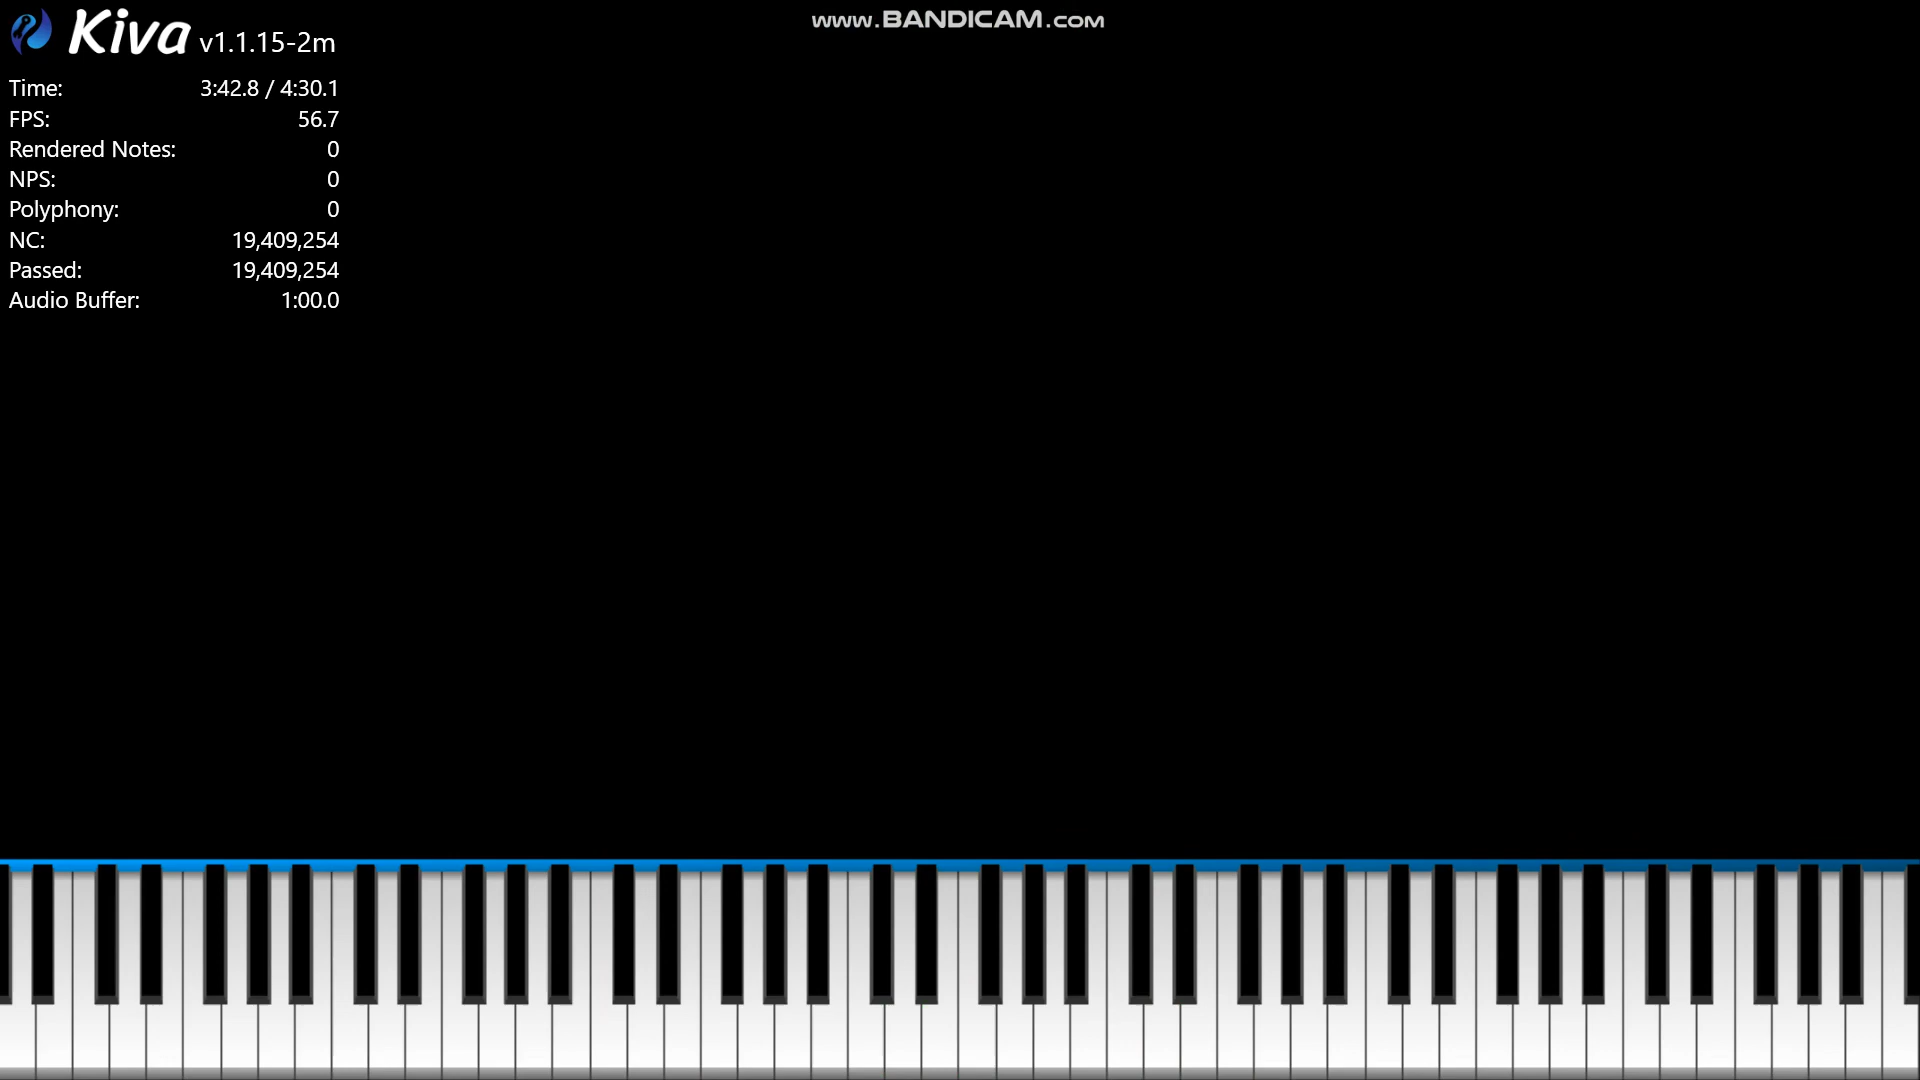 Kiva v1.1.15-2m
www.BANDICAM.com
Time: 3:42.8 / 4:30.1
FPS: 56.7
Rendered Notes: 0
NPS: 0
Polyphony: 0
NC: 19,409,254
Passed: 19,409,254
Audio Buffer: 1:00.0